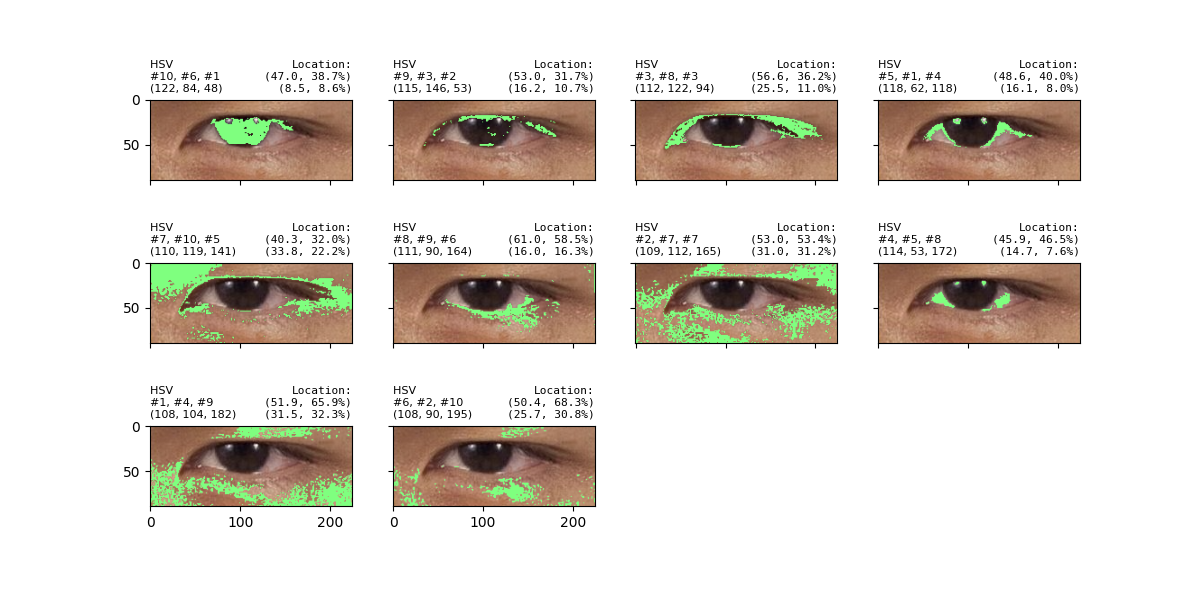 HSV Location:
#10, #6, #1 (47.0, 38.7%)
(122, 84, 48) (8.5, 8.6%)
HSV Location:
#9, #3, #2 (53.0, 31.7%)
(115, 146, 53) (16.2, 10.7%)
HSV Location:
#3, #8, #3 (56.6, 36.2%)
(112, 122, 94) (25.5, 11.0%)
HSV Location:
#5, #1, #4 (48.6, 40.0%)
(118, 62, 118) (16.1, 8.0%)
0
50
HSV Location:
#7, #10, #5 (40.3, 32.0%)
(110, 119, 141) (33.8, 22.2%)
HSV Location:
#8, #9, #6 (61.0, 58.5%)
(111, 90, 164) (16.0, 16.3%)
HSV Location:
#2, #7, #7 (53.0, 53.4%)
(109, 112, 165) (31.0, 31.2%)
HSV Location:
#4, #5, #8 (45.9, 46.5%)
(114, 53, 172) (14.7, 7.6%)
0
50
HSV Location:
#1, #4, #9 (51.9, 65.9%)
(108, 104, 182) (31.5, 32.3%)
HSV Location:
#6, #2, #10 (50.4, 68.3%)
(108, 90, 195) (25.7, 30.8%)
0
50
0 100 200
0 100 200